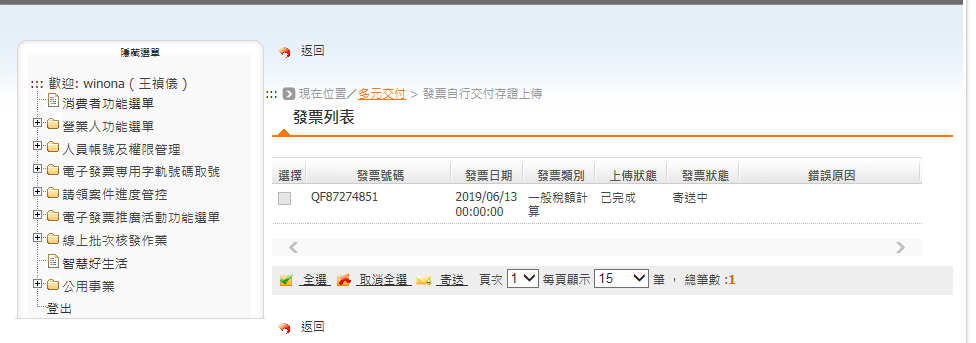 隱藏選單
::: 歡迎: winona ( 王禎儀 )
消費者功能選單
營業人功能選單
人員帳號及權限管理
電子發票專用字軌號碼取號
請領案件進度管控
電子發票推廣活動功能選單
線上批次核發作業
智慧好生活
公用事業
登出
返回
::: 現在位置／多元交付 > 發票自行交付存證上傳
發票列表
選擇 發票號碼 發票日期 發票類別 上傳狀態 發票狀態 錯誤原因
QF87274851 2019/06/13 一般稅額計 已完成 寄送中
00:00:00 算
全選 取消全選 寄送 頁次 1 每頁顯示 15 筆 ， 總筆數 :1
返回